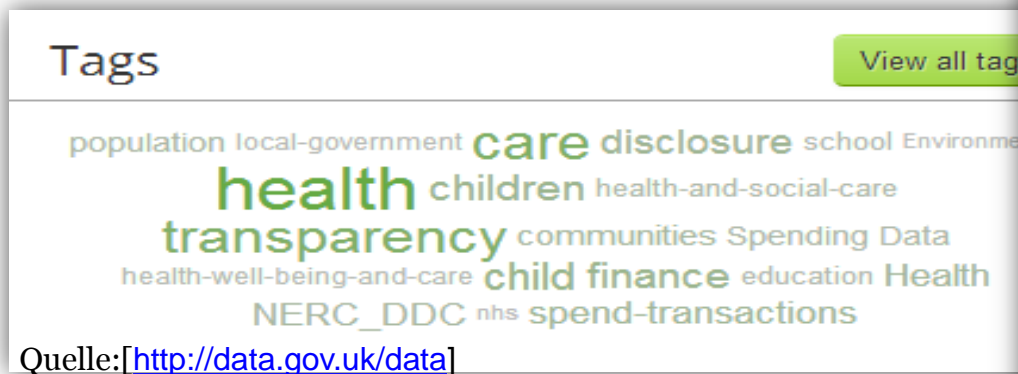 Tags
View all tag
population local-government care disclosure school Environme
health children health-and-social-care
transparency communities Spending Data
health-well-being-and-care child finance education Health
NERC_DDC nhs spend-transactions
Quelle:[http://data.gov.uk/data]